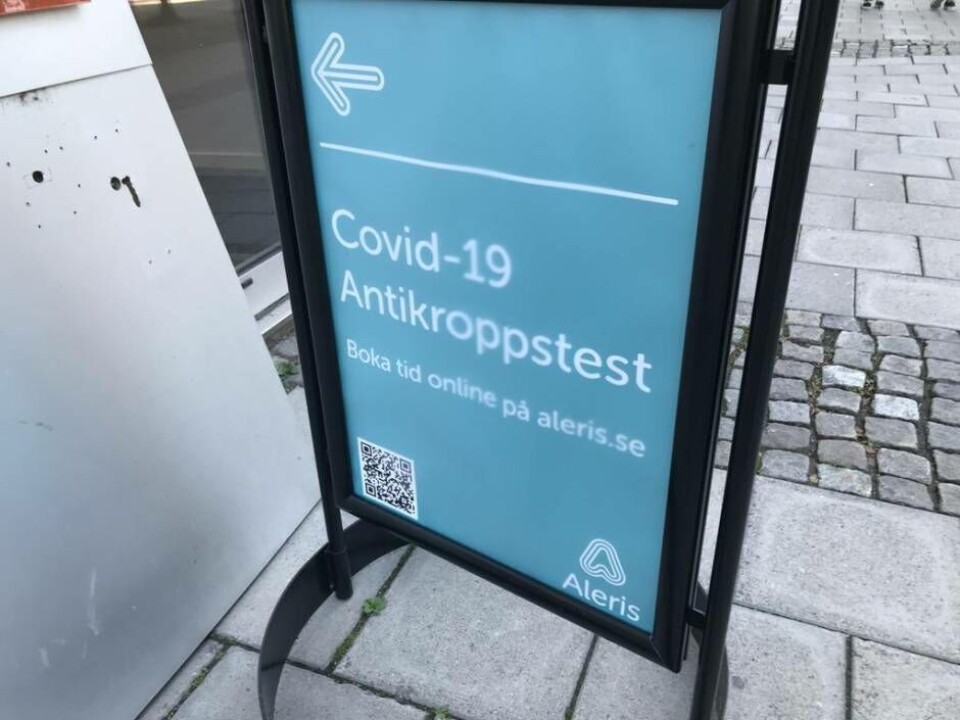 Covid-19
Antikroppstest
Boka tid online på aleris.se
Aleris